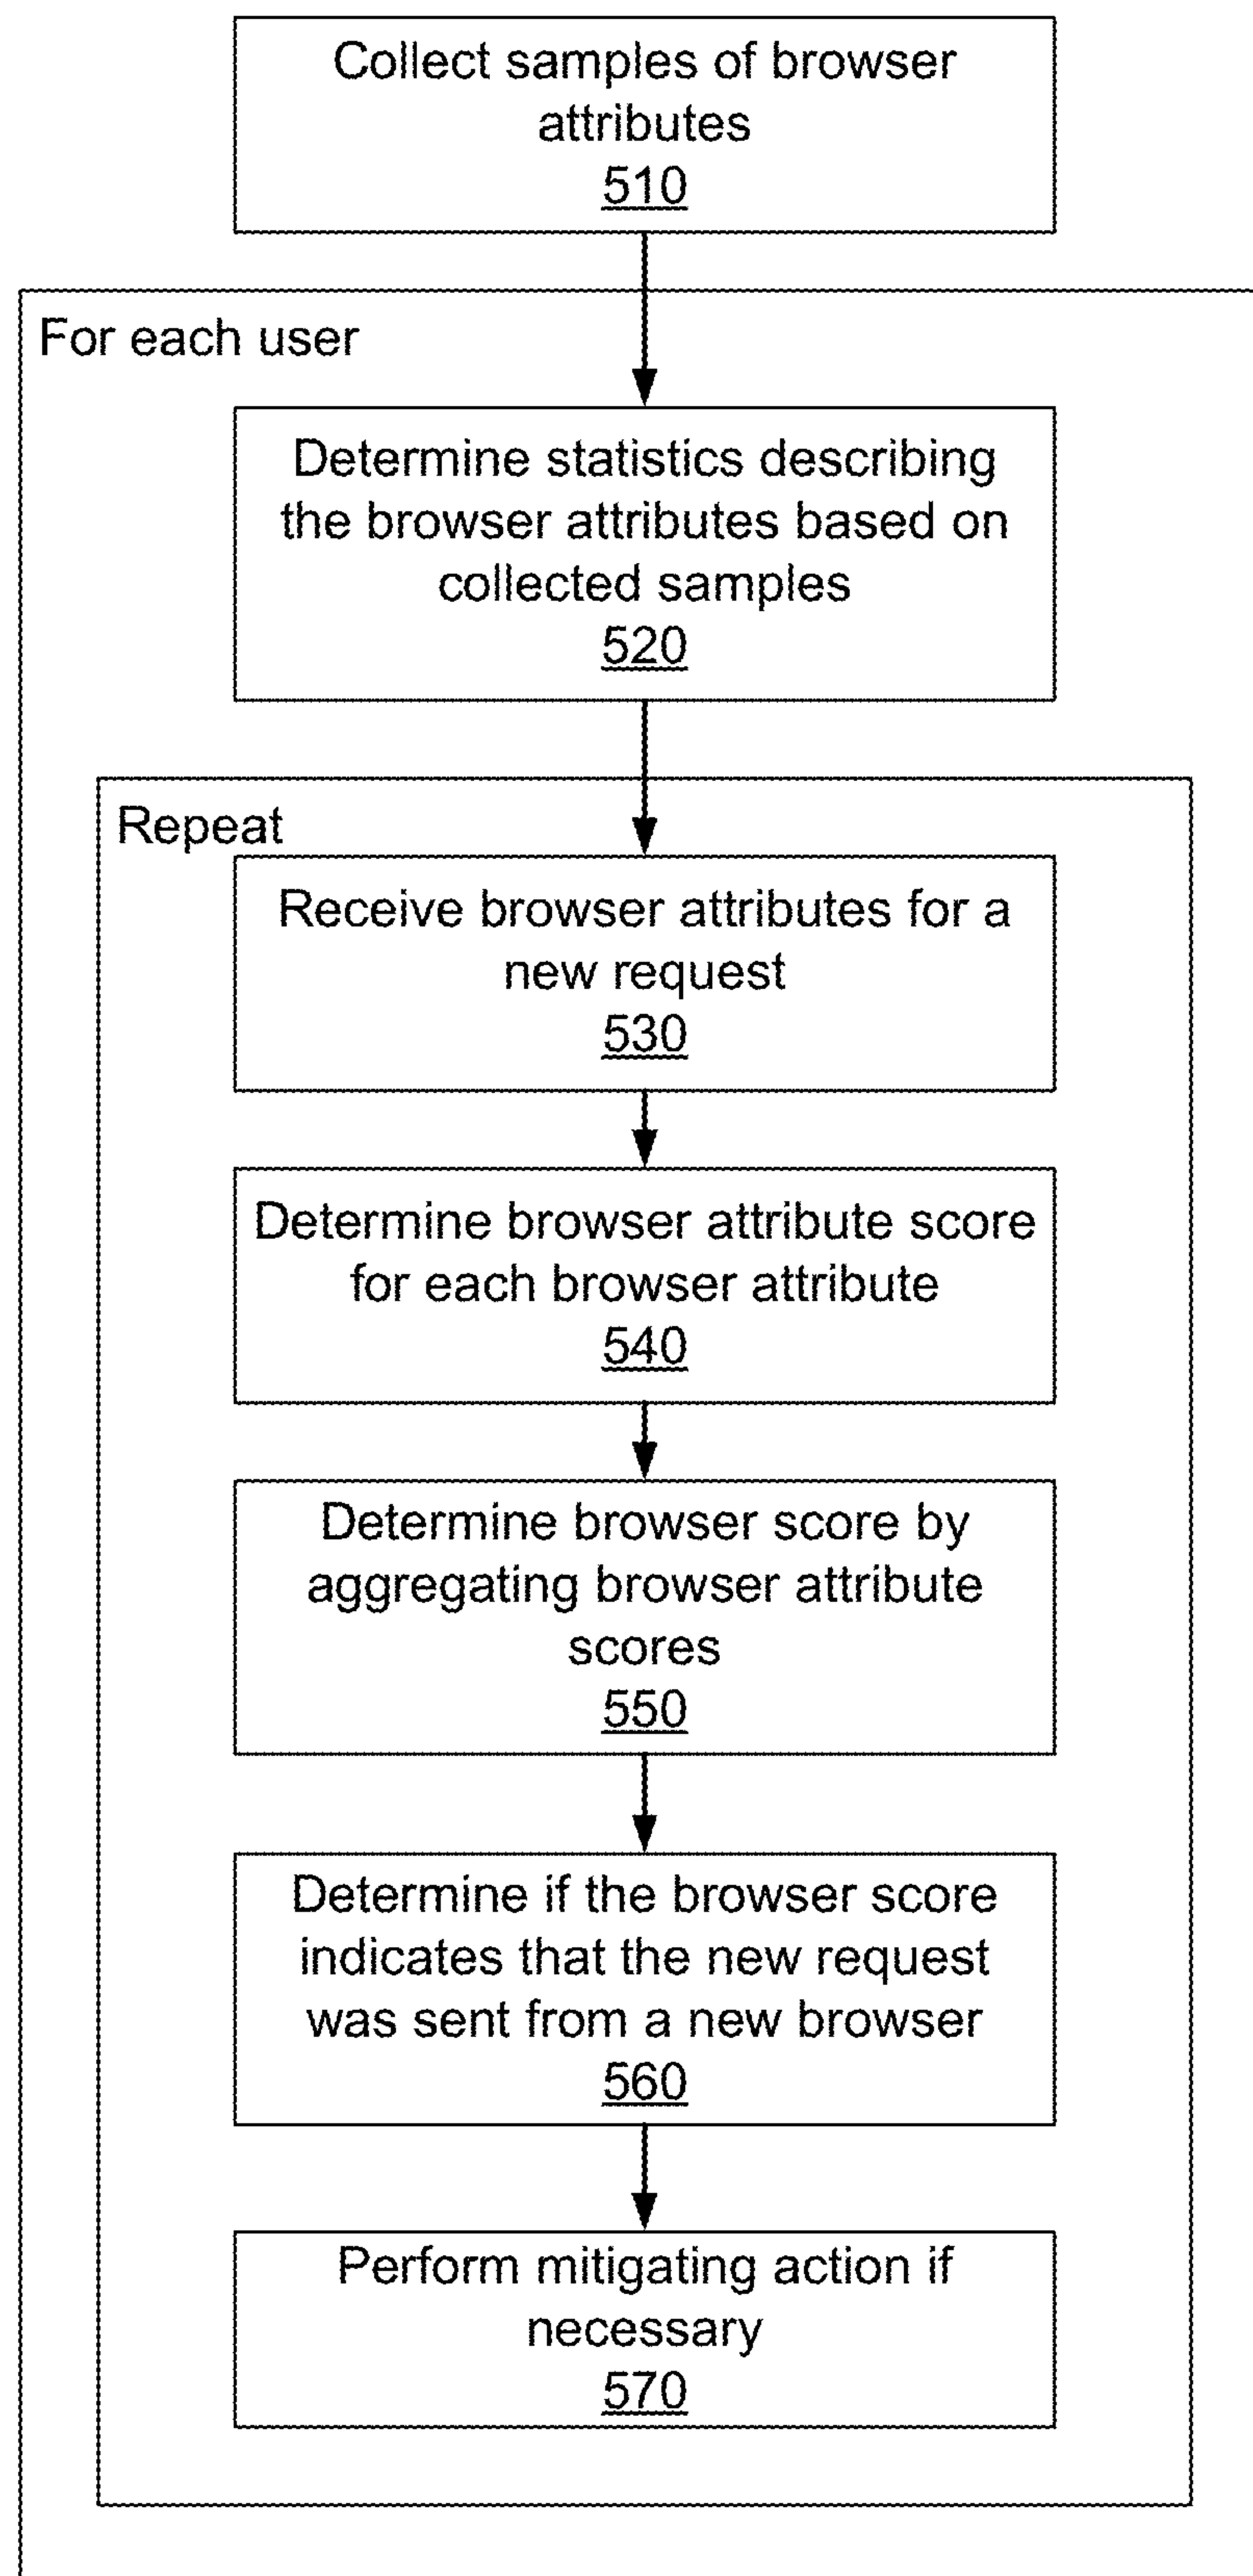 Collect samples of browser
attributes
510
For each user
Determine statistics describing
the browser attributes based on
collected samples
520
Repeat
Receive browser attributes for a
new request
530
Determine browser attribute score
for each browser attribute
540
Determine browser score by
aggregating browser attribute
scores
550
Determine if the browser score
indicates that the new request
was sent from a new browser
560
Perform mitigating action if
necessary
570